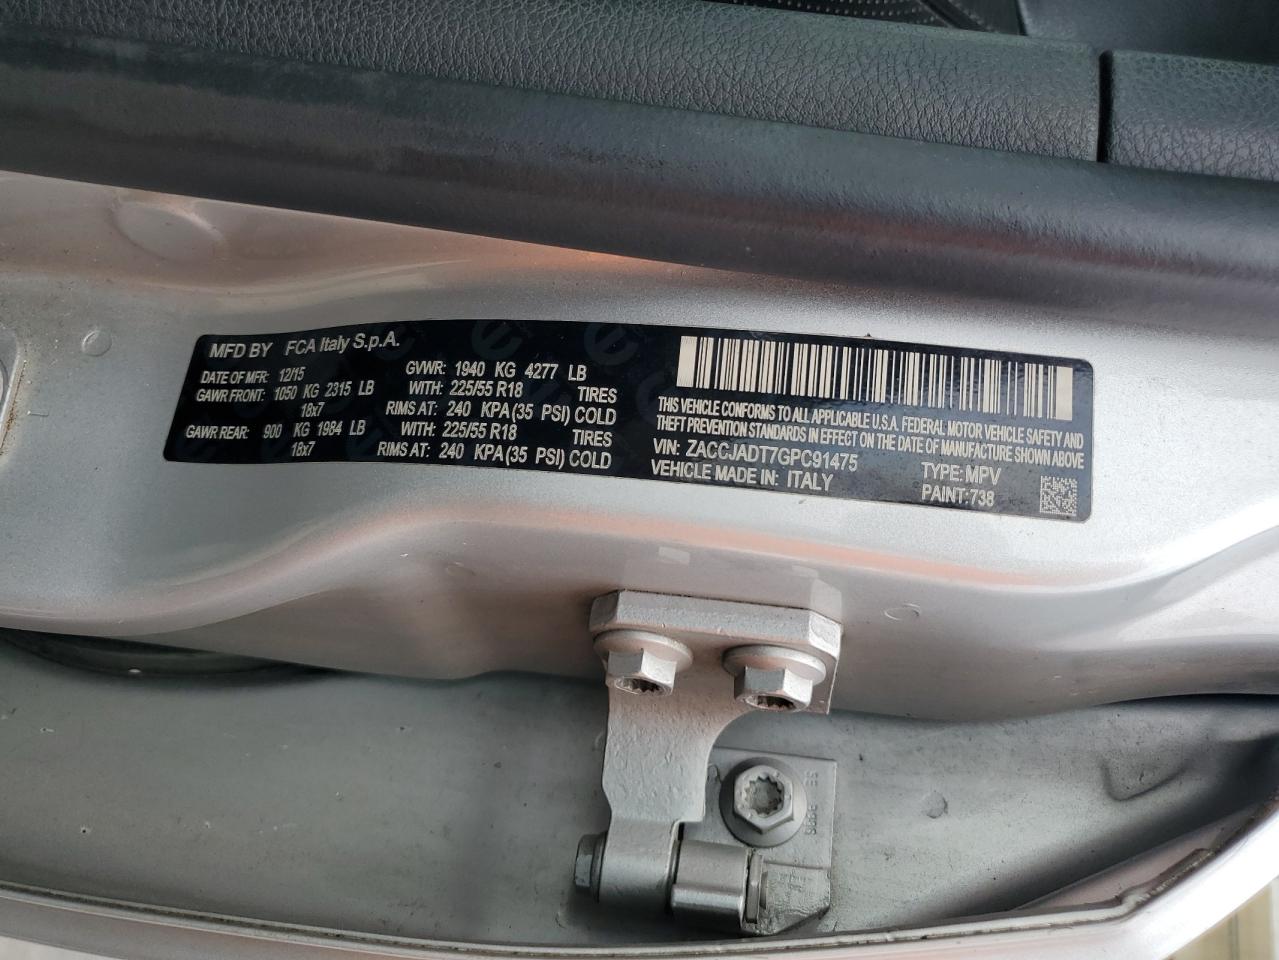 MFD BY FCA Italy S.p.A.
DATE OF MFR: 12/15 GVWR: 1940 KG 4277 LB
GAWR FRONT: 1050 KG 2315 LB WITH: 225/55 R18 TIRES
18x7 RIMS AT: 240 KPA(35 PSI) COLD
GAWR REAR: 900 KG 1984 LB WITH: 225/55 R18 TIRES
18x7 RIMS AT: 240 KPA(35 PSI) COLD
THIS VEHICLE CONFORMS TO ALL APPLICABLE U.S.A. FEDERAL MOTOR VEHICLE SAFETY AND
THEFT PREVENTION STANDARDS IN EFFECT ON THE DATE OF MANUFACTURE SHOWN ABOVE
VIN: ZACCJADT7GPC91475 TYPE: MPV
VEHICLE MADE IN: ITALY PAINT: 738